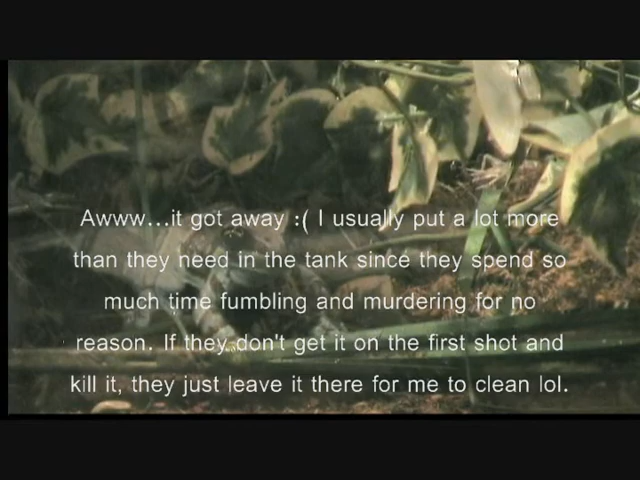 Awww...it got away :( I usually put a lot more
than they need in the tank since they spend so
much time fumbling and murdering for no
reason. If they don't get it on the first shot and
kill it, they just leave it there for me to clean lol.